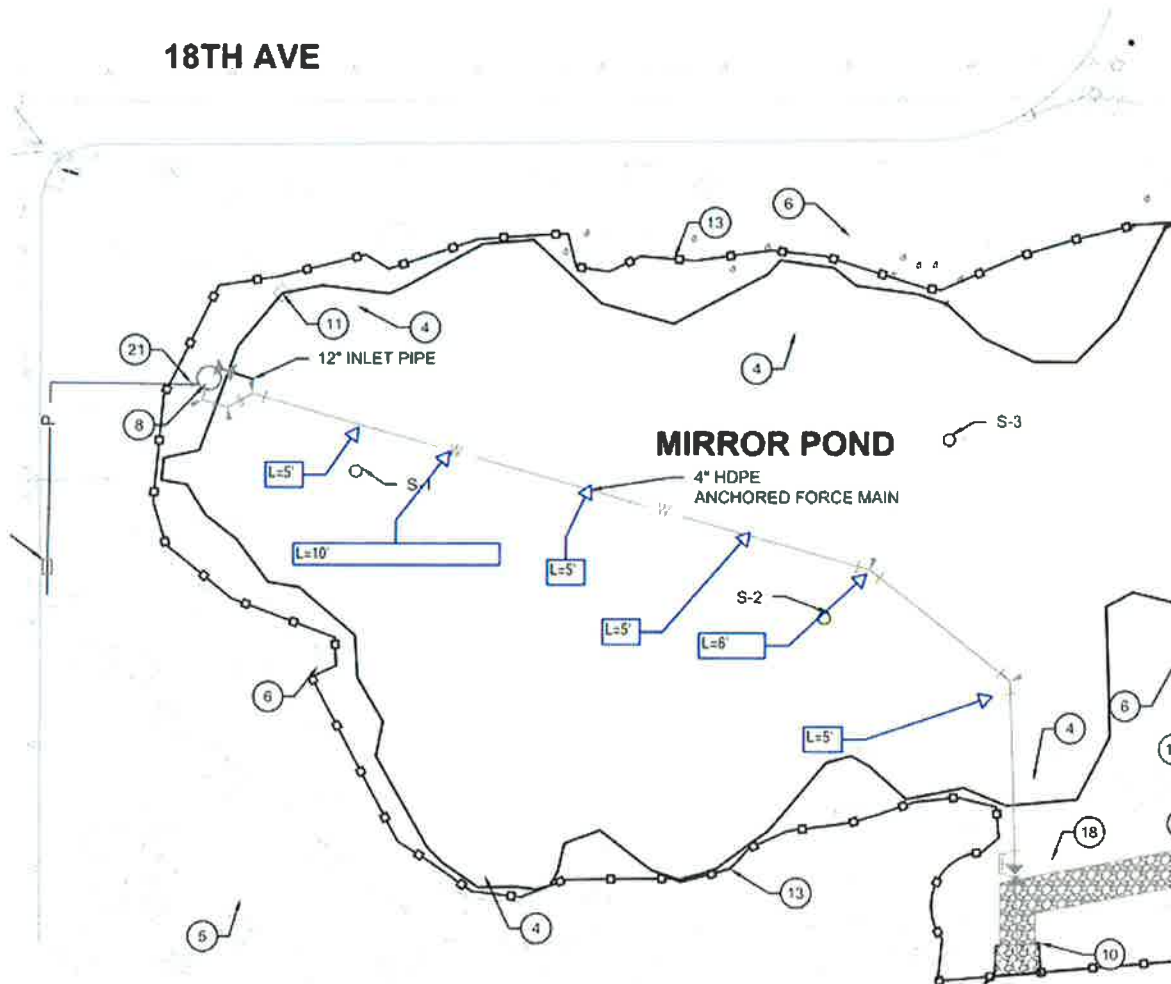 18TH AVE
6
13
11
4
21
12" INLET PIPE
4
8
P
S-3
MIRROR POND
W
L=5'
S-1
4" HDPE
ANCHORED FORCE MAIN
W
L=10'
L=5'
S-2
L=5'
L=6'
6
6
L=5'
4
18
13
5
4
10